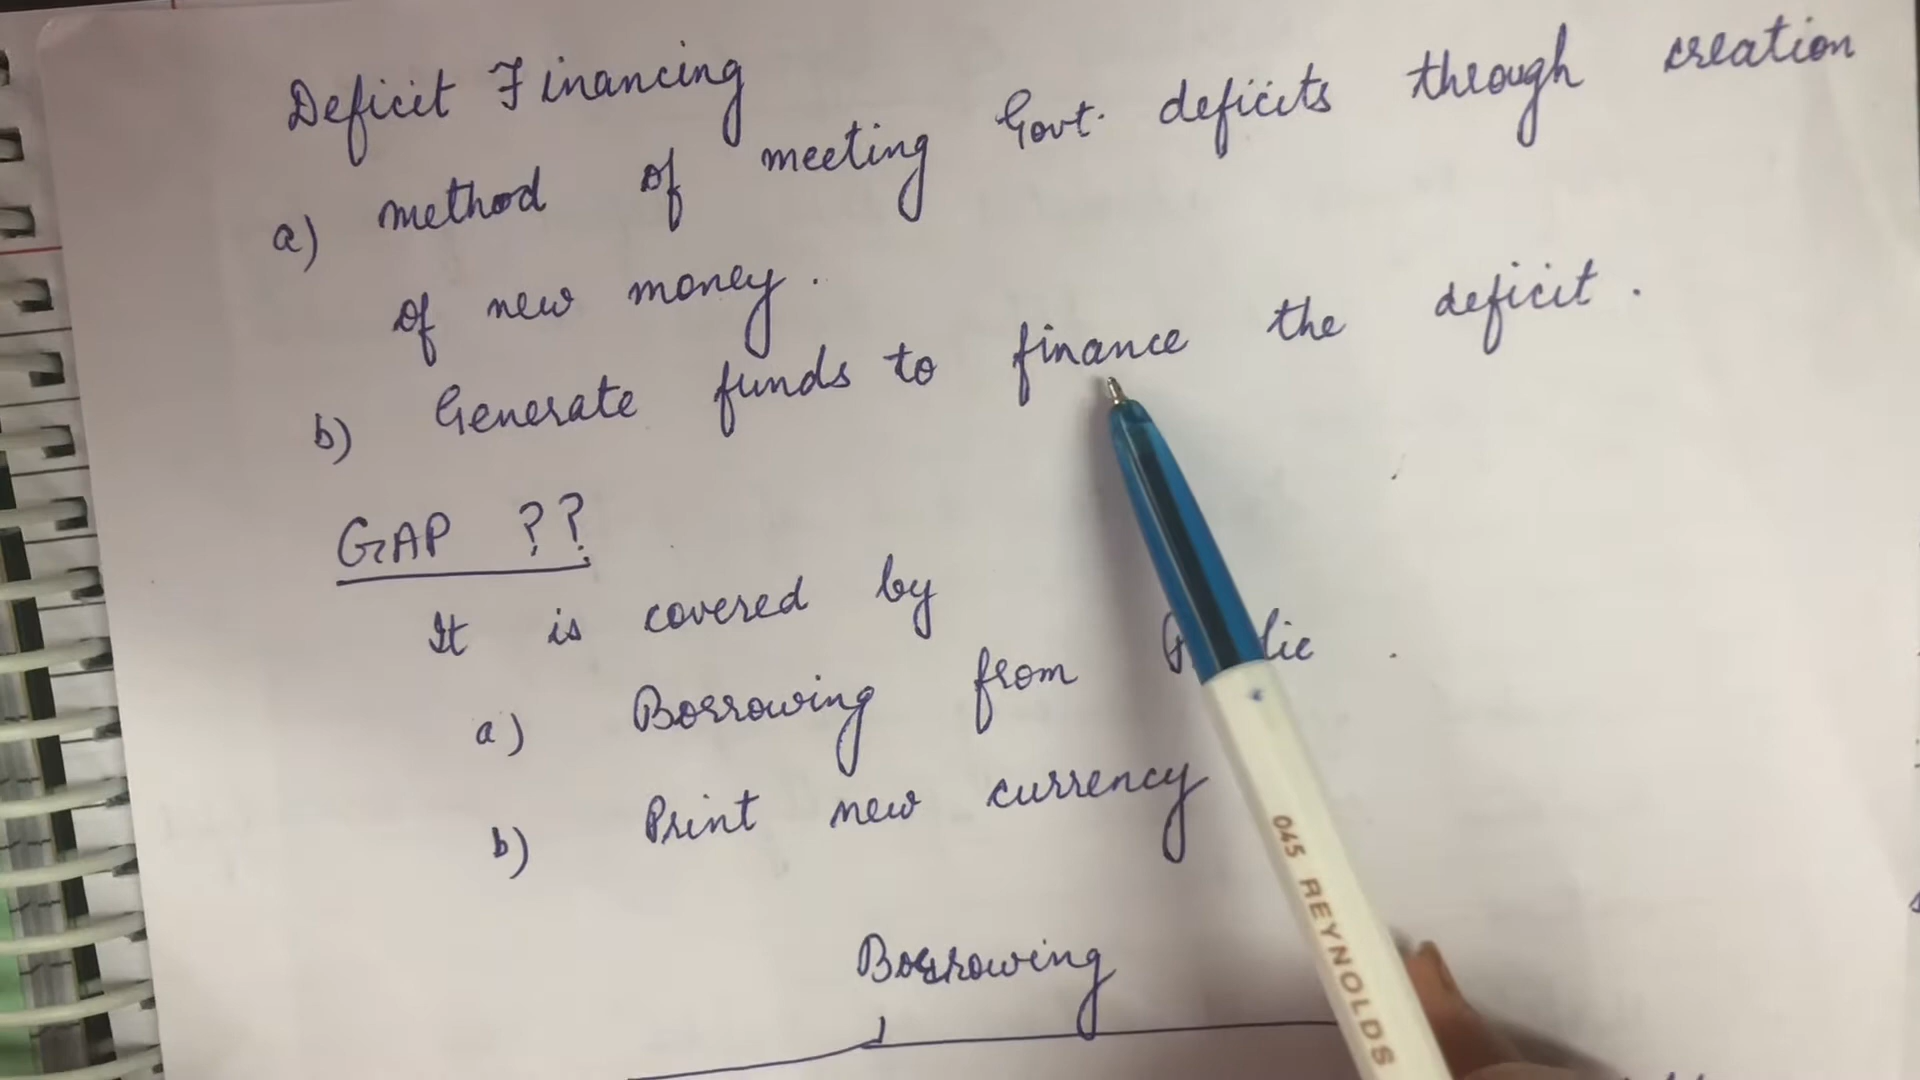 Deficit Financing
a) method of meeting Govt. deficits through creation
of new money.
b) Generate funds to finance the deficit.
GAP ??
It is covered by
a) Borrowing from
b) Print new currency
Borrowing
045 REYNOLDS